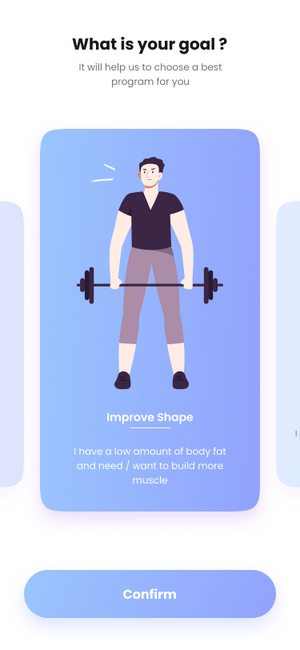 What is your goal ?
It will help us to choose a best
program for you
Improve Shape
I have a low amount of body fat
and need / want to build more
muscle
Confirm